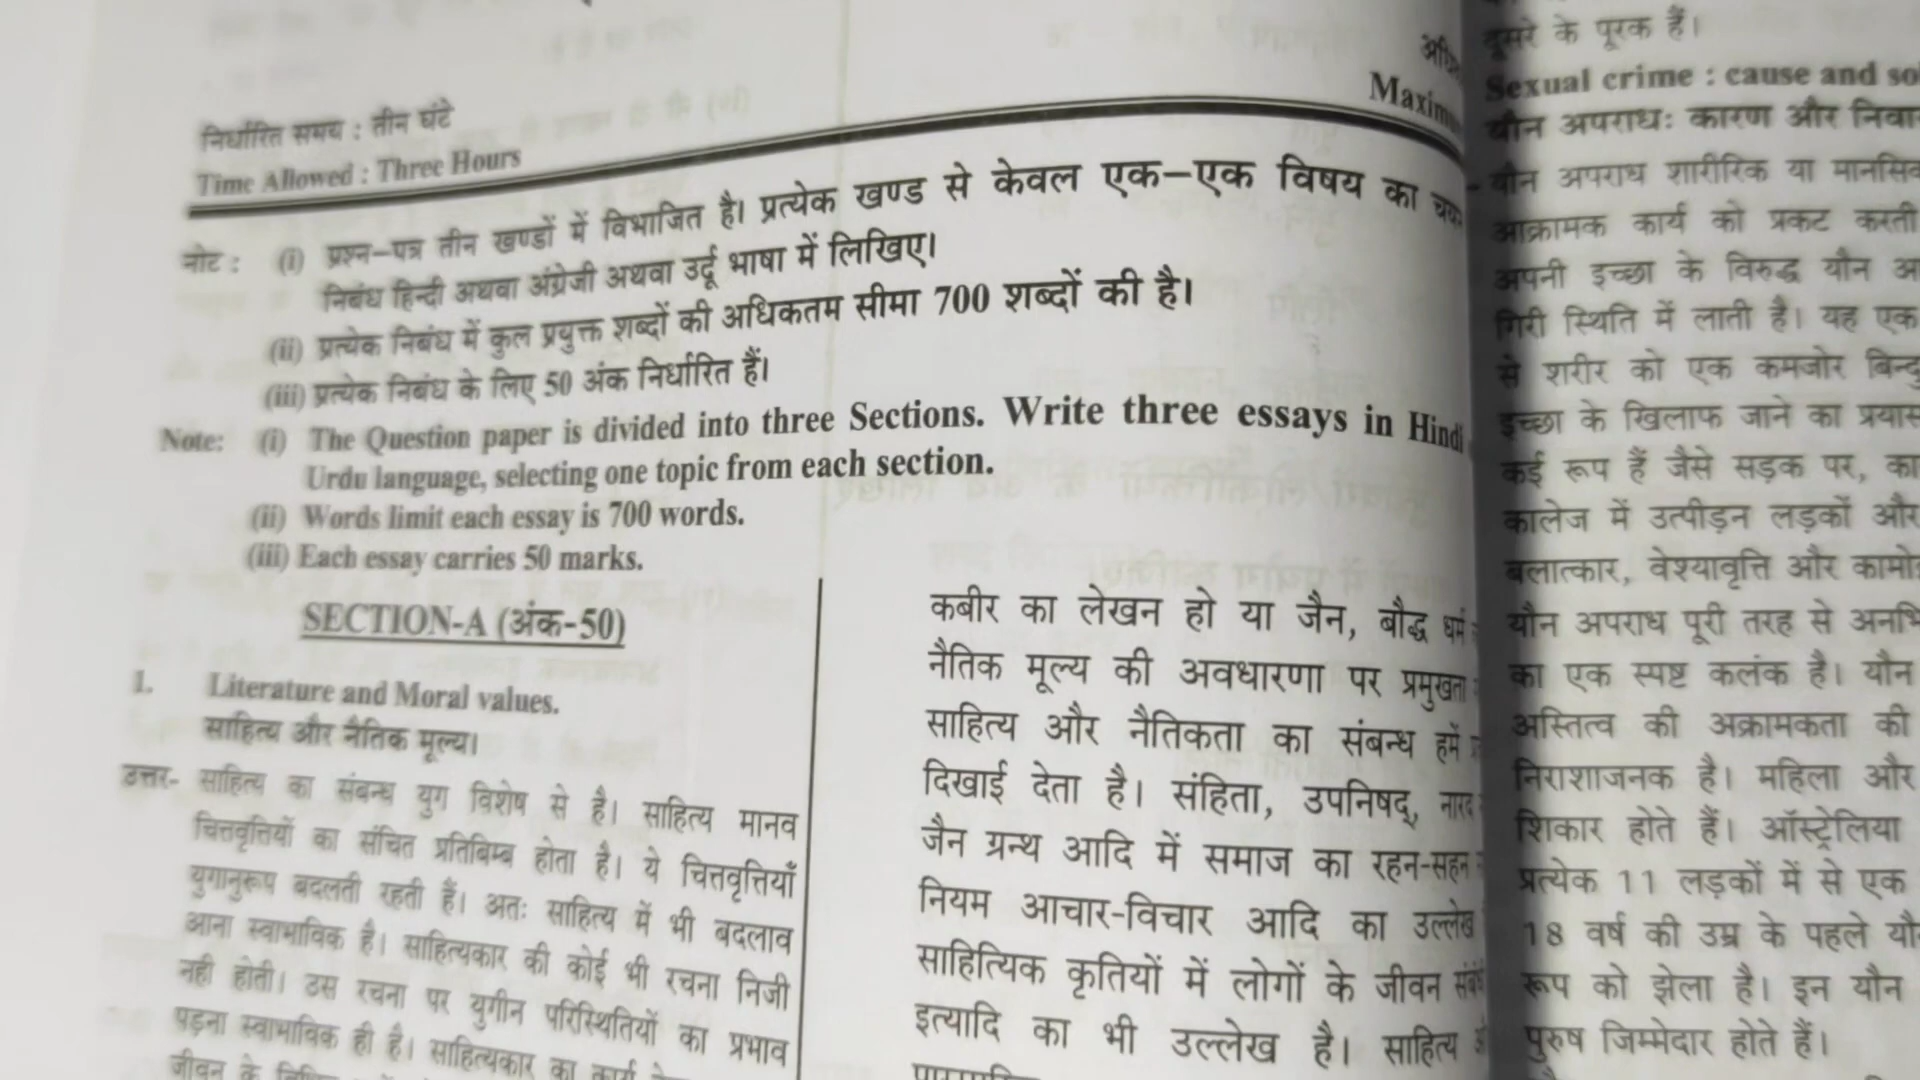 निर्धारित समय : तीन घंटे
Time Allowed : Three Hours
नोट : (i) प्रश्न–पत्र तीन खण्डों में विभाजित है। प्रत्येक खण्ड से केवल एक–एक विषय का
निबंध हिन्दी अथवा अंग्रेजी अथवा उर्दू भाषा में लिखिए।
(ii) प्रत्येक निबंध में कुल प्रयुक्त शब्दों की अधिकतम सीमा 700 शब्दों की है।
(iii) प्रत्येक निबंध के लिए 50 अंक निर्धारित हैं।
Note: (i) The Question paper is divided into three Sections. Write three essays in Hindi
Urdu language, selecting one topic from each section.
(ii) Words limit each essay is 700 words.
(iii) Each essay carries 50 marks.
SECTION-A (अंक-50)
1. Literature and Moral values.
साहित्य और नैतिक मूल्य।
उत्तर- साहित्य का संबन्ध युग विशेष से है। साहित्य मानव
चित्तवृत्तियों का संचित प्रतिबिम्ब होता है। ये चित्तवृत्तियाँ
युगानुरूप बदलती रहती हैं। अतः साहित्य में भी बदलाव
आना स्वाभाविक है। साहित्यकार की कोई भी रचना निजी
नही होती। उस रचना पर युगीन परिस्थितियों का प्रभाव
पड़ना स्वाभाविक ही है। साहित्यकार का कार्य
जीवन के
कबीर का लेखन हो या जैन, बौद्ध धर्म
नैतिक मूल्य की अवधारणा पर प्रमुखता
साहित्य और नैतिकता का संबन्ध हमें
दिखाई देता है। संहिता, उपनिषद्, नारद
जैन ग्रन्थ आदि में समाज का रहन-सहन
नियम आचार-विचार आदि का उल्लेख
साहित्यिक कृतियों में लोगों के जीवन
इत्यादि का भी उल्लेख है। साहित्य
दूसरे के पूरक हैं।
Sexual crime : cause and
यौन अपराधः कारण और
यौन अपराध शारीरिक या
आक्रामक कार्य को प्रकट करती
अपनी इच्छा के विरुद्ध यौन
गिरी स्थिति में लाती है। यह एक
से शरीर को एक कमजोर
इच्छा के खिलाफ जाने का प्रयास
कई रूप हैं जैसे सड़क पर,
कालेज में उत्पीड़न लड़कों और
बलात्कार, वेश्यावृत्ति और
यौन अपराध पूरी तरह से
का एक स्पष्ट कलंक है। यौन
अस्तित्व की अक्रामकता की
निराशाजनक है। महिला और
शिकार होते हैं। ऑस्ट्रेलिया
प्रत्येक 11 लड़कों में से एक
18 वर्ष की उम्र के पहले
रूप को झेला है। इन यौन
पुरुष जिम्मेदार होते हैं।